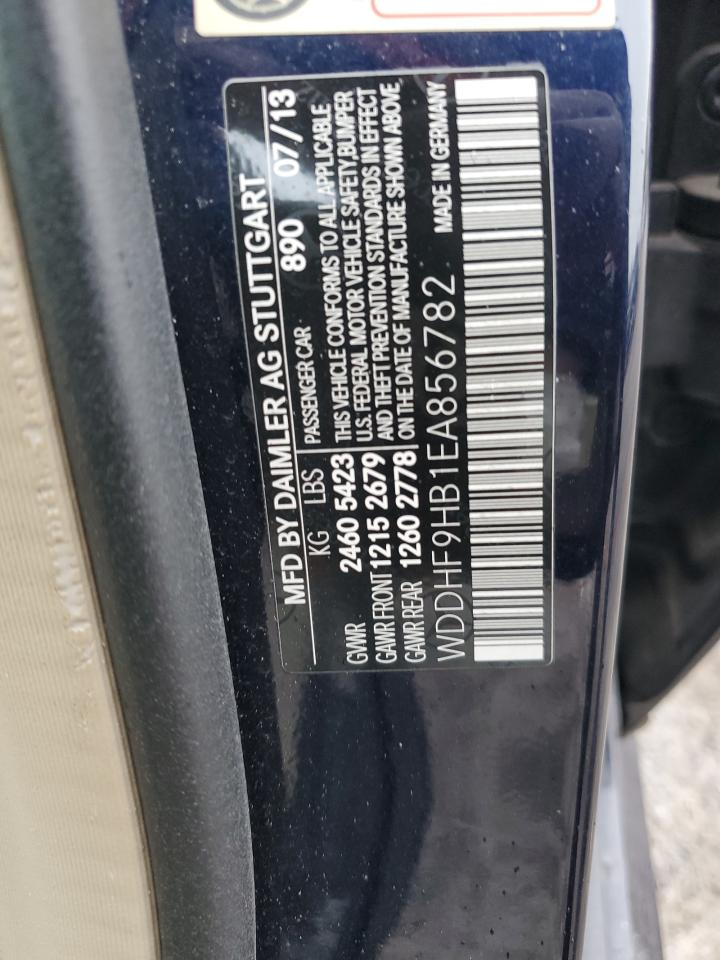 MFD BY DAIMLER AG STUTTGART
890 07/13
KG LBS
GVWR 2460 5423
GAWR FRONT 1215 2679
GAWR REAR 1260 2778
PASSENGER CAR
THIS VEHICLE CONFORMS TO ALL APPLICABLE
U.S. FEDERAL MOTOR VEHICLE SAFETY,BUMPER
AND THEFT PREVENTION STANDARDS IN EFFECT
ON THE DATE OF MANUFACTURE SHOWN ABOVE
WDDHF9HB1EA856782 MADE IN GERMANY